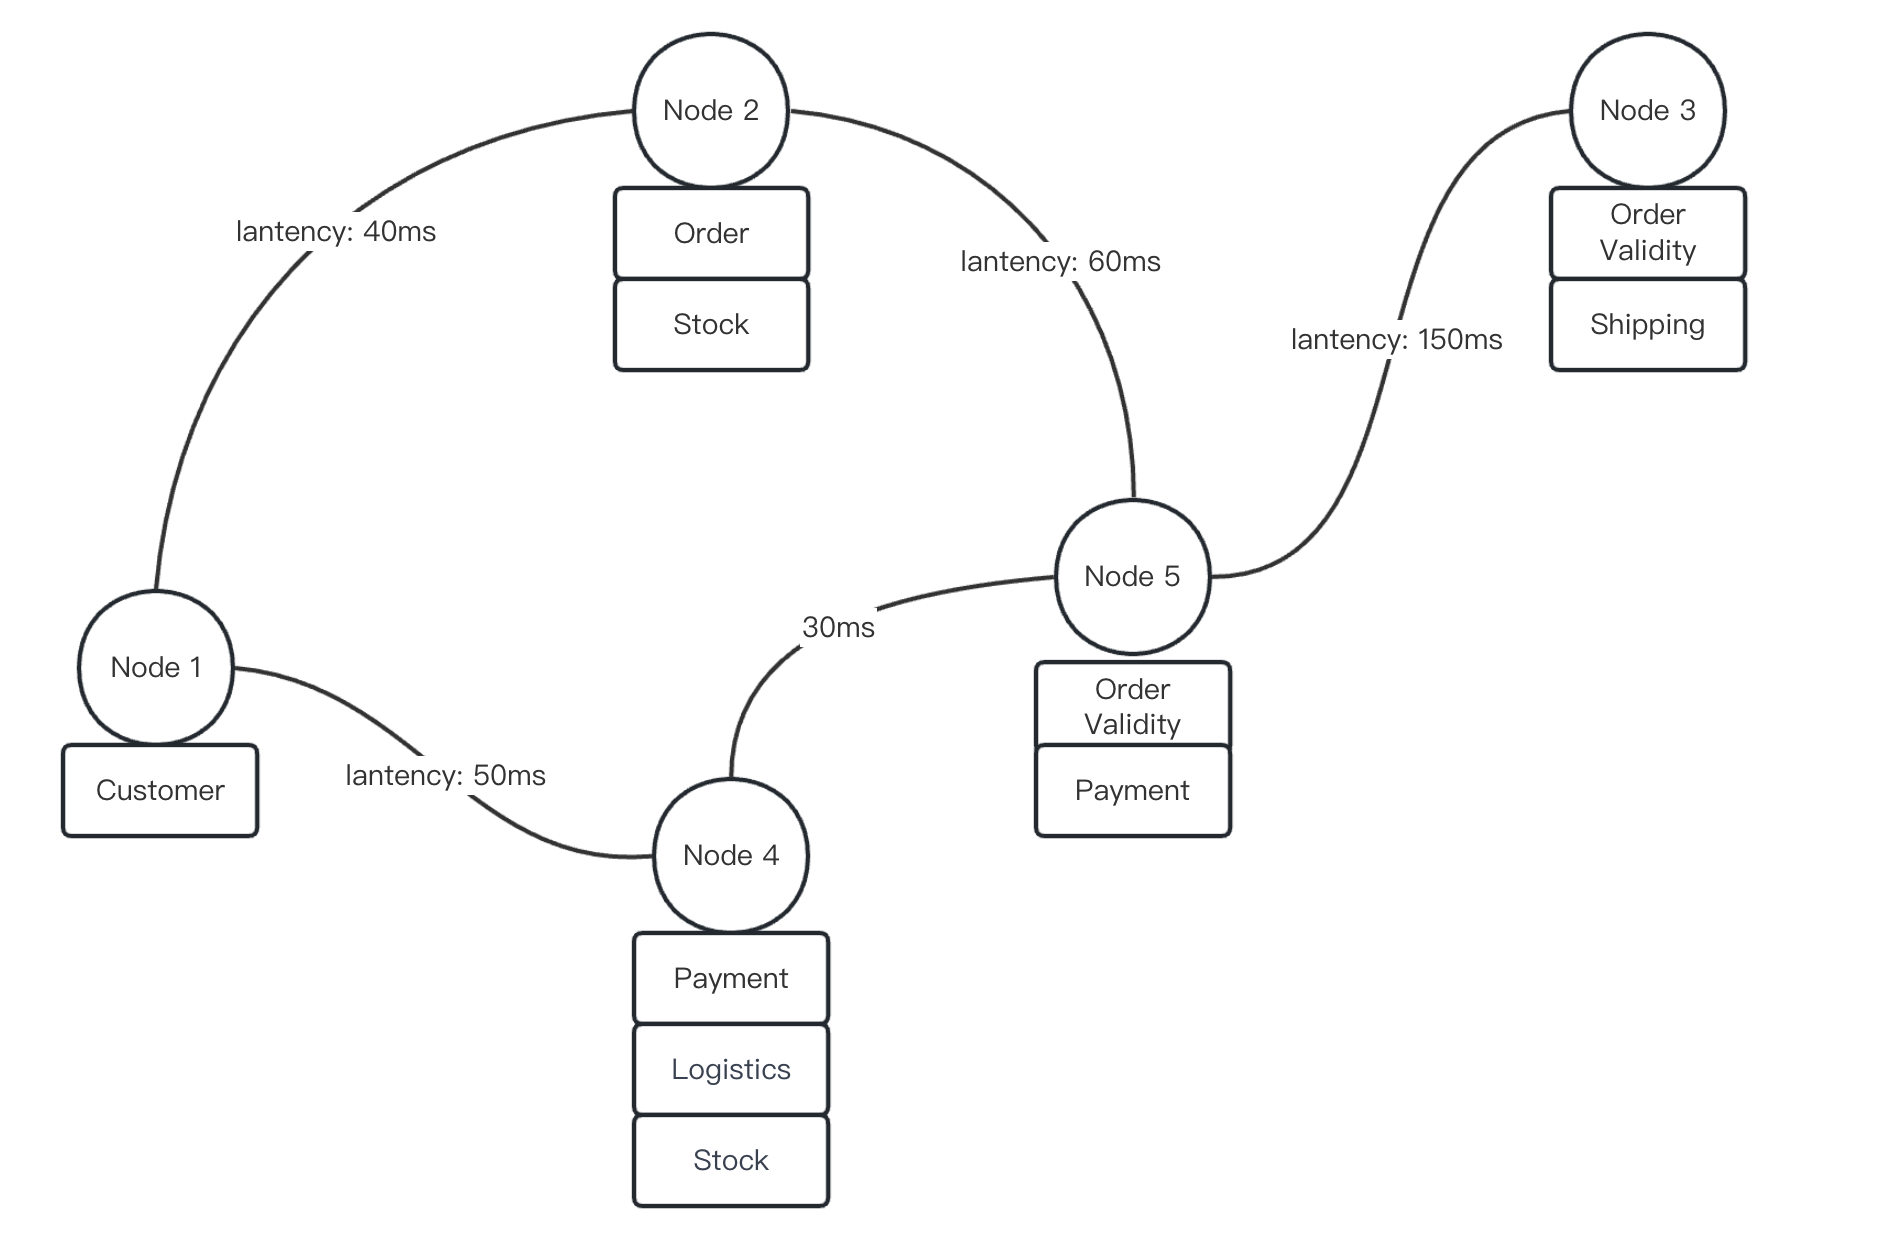 Node 2
Node 3
Order
Stock
Order
Validity
Shipping
lantency: 40ms
lantency: 60ms
lantency: 150ms
Node 1
Customer
lantency: 50ms
30ms
Node 5
Order
Validity
Payment
Node 4
Payment
Logistics
Stock